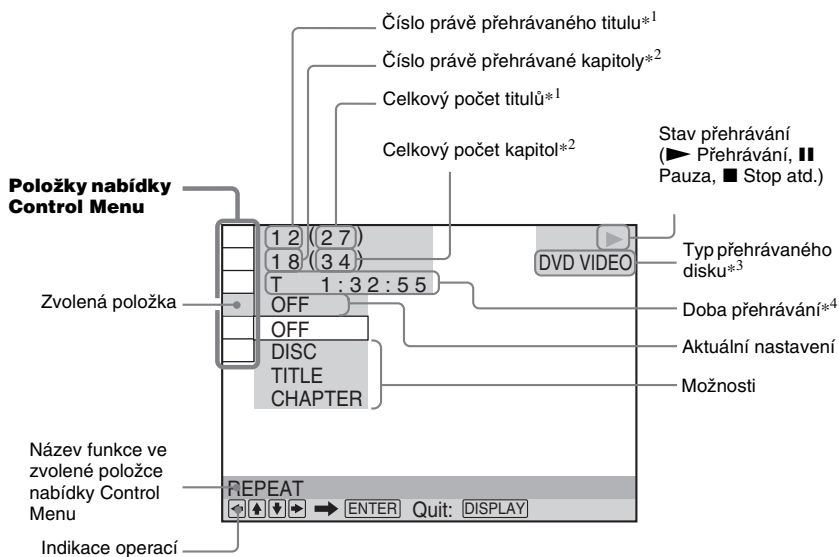 Číslo právě přehrávaného titulu*1
Číslo právě přehrávané kapitoly*2
Celkový počet titulů*1
Celkový počet kapitol*2
Stav přehrávání
(► Přehrávání, ❚❚
Pauza, ■ Stop atd.)
Položky nabídky
Control Menu
12(27)
18(34)
T 1:32:55
OFF
OFF
DISC
TITLE
CHAPTER
►
DVD VIDEO
Typ přehrávaného
disku*3
Zvolená položka
Doba přehrávání*4
Aktuální nastavení
Možnosti
Název funkce ve
zvolené položce
nabídky Control
Menu
REPEAT
←↑↓→ ➡ ENTER Quit: DISPLAY
Indikace operací